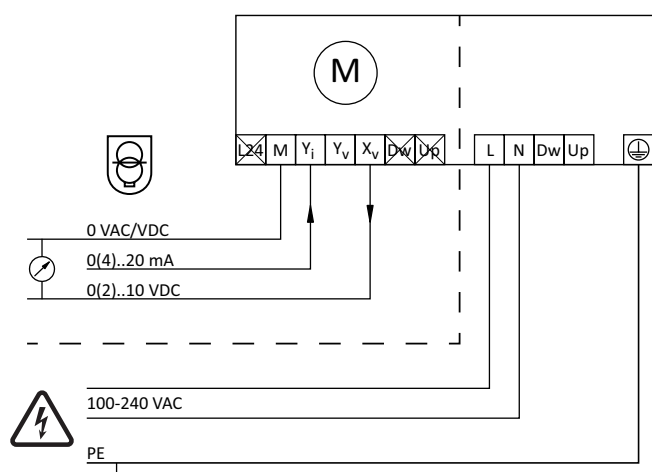 M
L24 M Yi Yv Xv Dw Up L N Dw Up
0 VAC/VDC
0(4)..20 mA
0(2)..10 VDC
100-240 VAC
PE